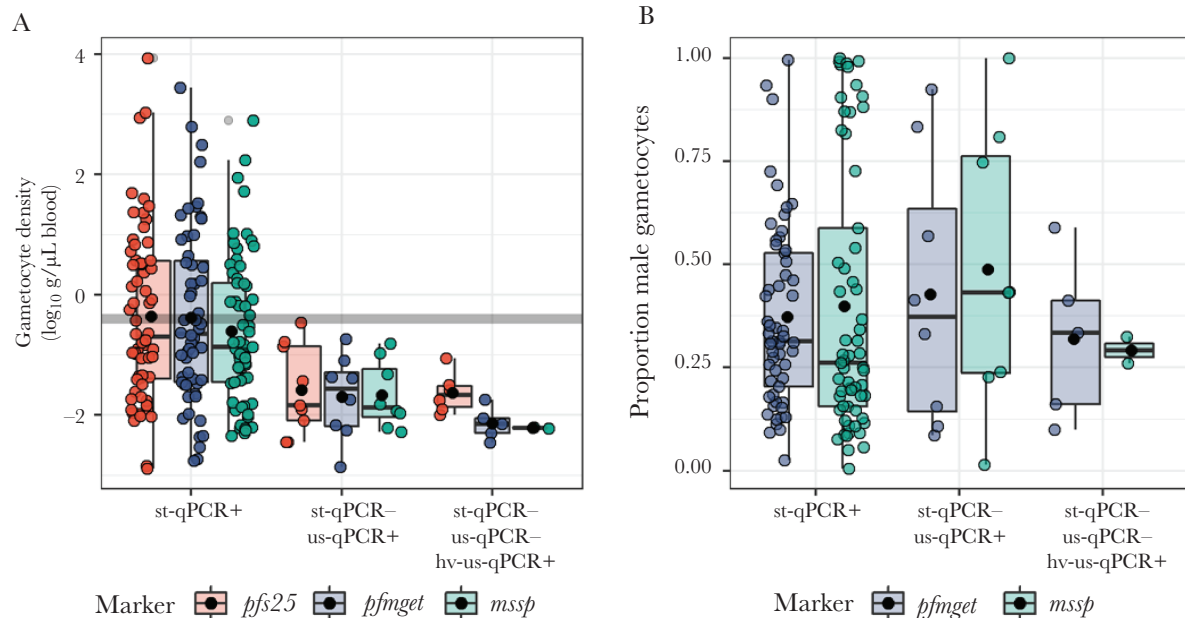 A
Gametocyte density
(log10 g/µL blood)
4
2
0
−2
st-qPCR+
st-qPCR–
us-qPCR+
st-qPCR–
us-qPCR–
hv-us-qPCR+
Marker pfs25 pfmget mssp
B
Proportion male gametocytes
1.00
0.75
0.50
0.25
0.00
st-qPCR+
st-qPCR–
us-qPCR+
st-qPCR–
us-qPCR–
hv-us-qPCR+
Marker pfmget mssp